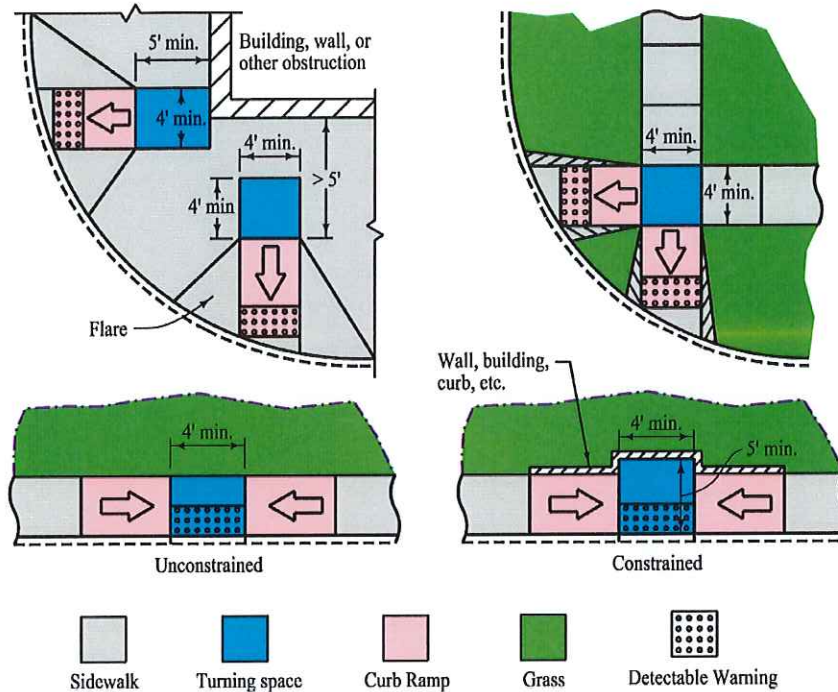 5' min.
Building, wall, or
other obstruction
4' min.
4' min.
> 5'
4' min
Flare
4' min.
4' min.
Wall, building,
curb, etc.
4' min.
4' min.
5' min.
Unconstrained
Constrained
Sidewalk
Turning space
Curb Ramp
Grass
Detectable Warning